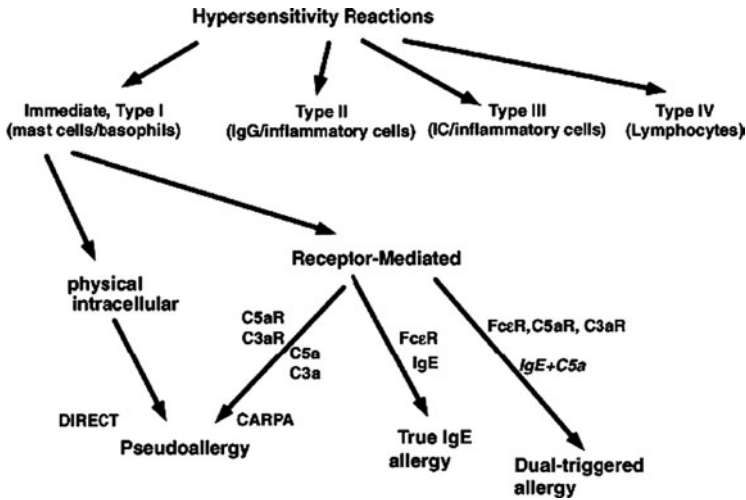 Hypersensitivity Reactions
Immediate, Type I
(mast cells/basophils)
Type II
(IgG/inflammatory cells)
Type III
(IC/inflammatory cells)
Type IV
(Lymphocytes)
physical
intracellular
Receptor-Mediated
C5aR
C3aR
C5a
C3a
FcεR
IgE
FcεR, C5aR, C3aR
IgE+C5a
DIRECT
Pseudoallergy
CARPA
True IgE
allergy
Dual-triggered
allergy